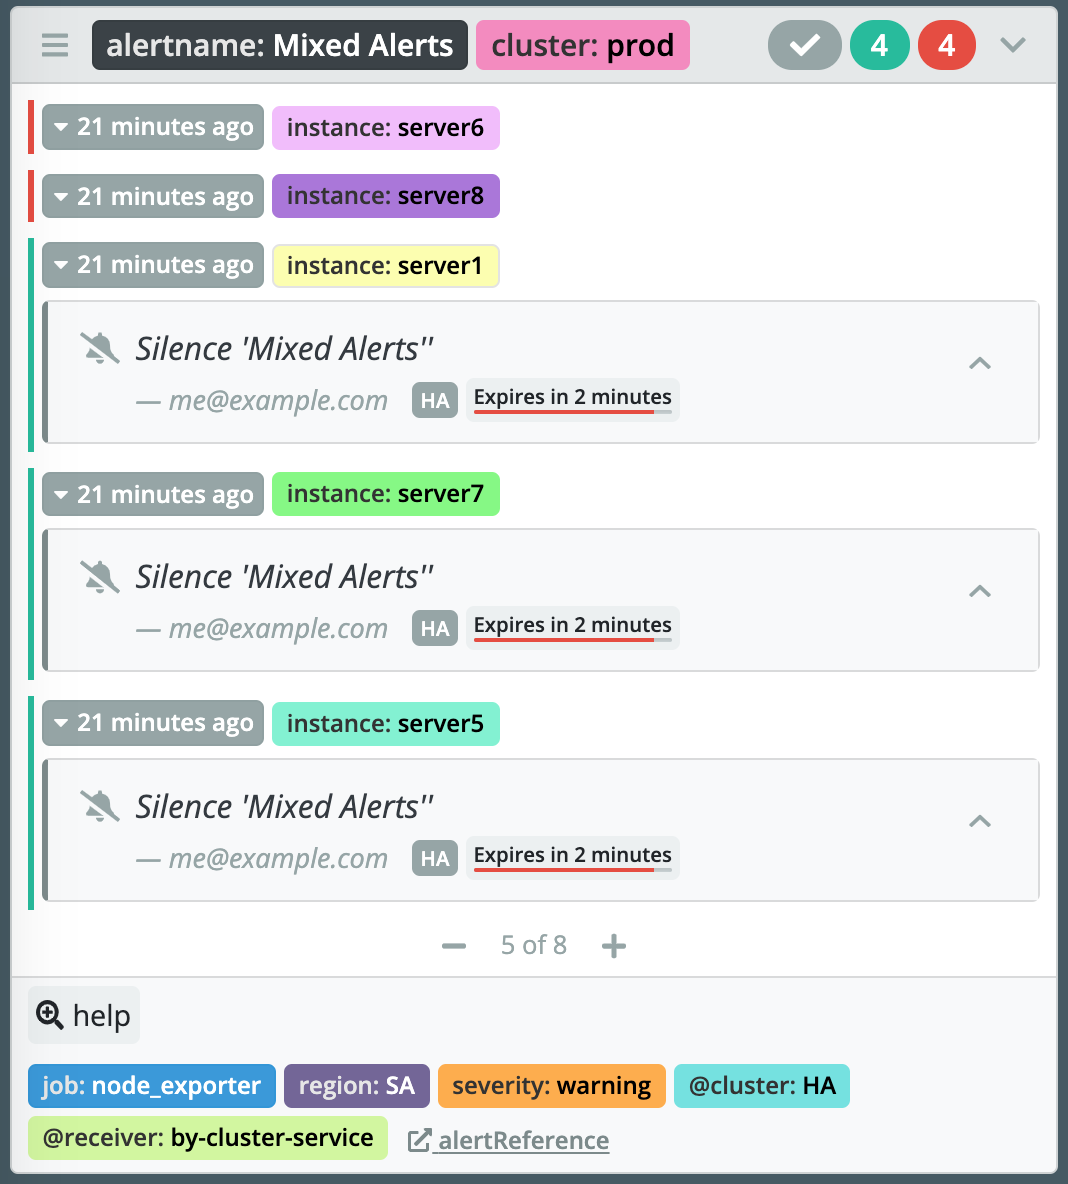 alertname: Mixed Alerts cluster: prod 4 4
21 minutes ago instance: server6
21 minutes ago instance: server8
21 minutes ago instance: server1
Silence 'Mixed Alerts''
— me@example.com HA Expires in 2 minutes
21 minutes ago instance: server7
Silence 'Mixed Alerts''
— me@example.com HA Expires in 2 minutes
21 minutes ago instance: server5
Silence 'Mixed Alerts''
— me@example.com HA Expires in 2 minutes
5 of 8
help
job: node_exporter region: SA severity: warning @cluster: HA
@receiver: by-cluster-service alertReference